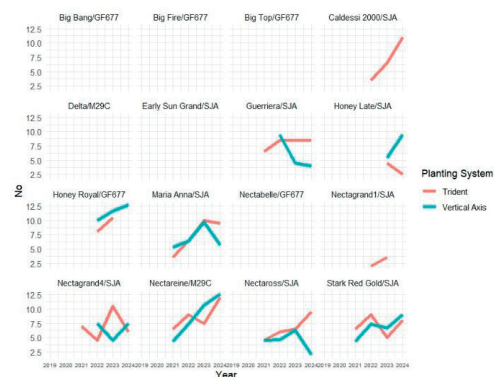 Big Bang/GF677 Big Fire/GF677 Big Top/GF677 Caldessi 2000/SJA
12.5
10.0
7.5
5.0
2.5
Delta/M29C Early Sun Grand/SJA Guerriera/SJA Honey Late/SJA
12.5
10.0
7.5
5.0
2.5
Planting System
Trident
Vertical Axis
No
Honey Royal/GF677 Maria Anna/SJA Nectabelle/GF677 Nectagrand1/SJA
12.5
10.0
7.5
5.0
2.5
Nectagrand4/SJA Nectareine/M29C Nectaross/SJA Stark Red Gold/SJA
12.5
10.0
7.5
5.0
2.5
2019 2020 2021 2022 2023 2024 2019 2020 2021 2022 2023 2024 2019 2020 2021 2022 2023 2024 2019 2020 2021 2022 2023 2024
Year